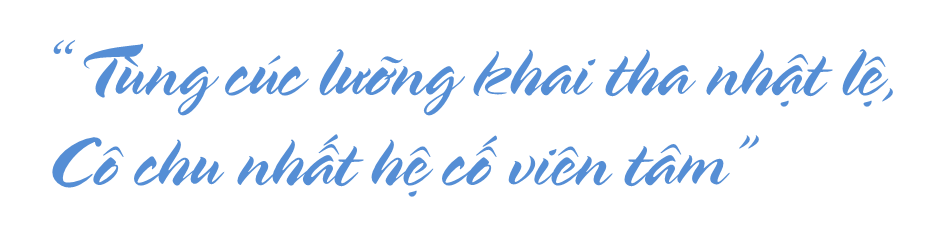 “Tùng cúc lưỡng khai tha nhật lệ,
Cô chu nhất hệ cố viên tâm”